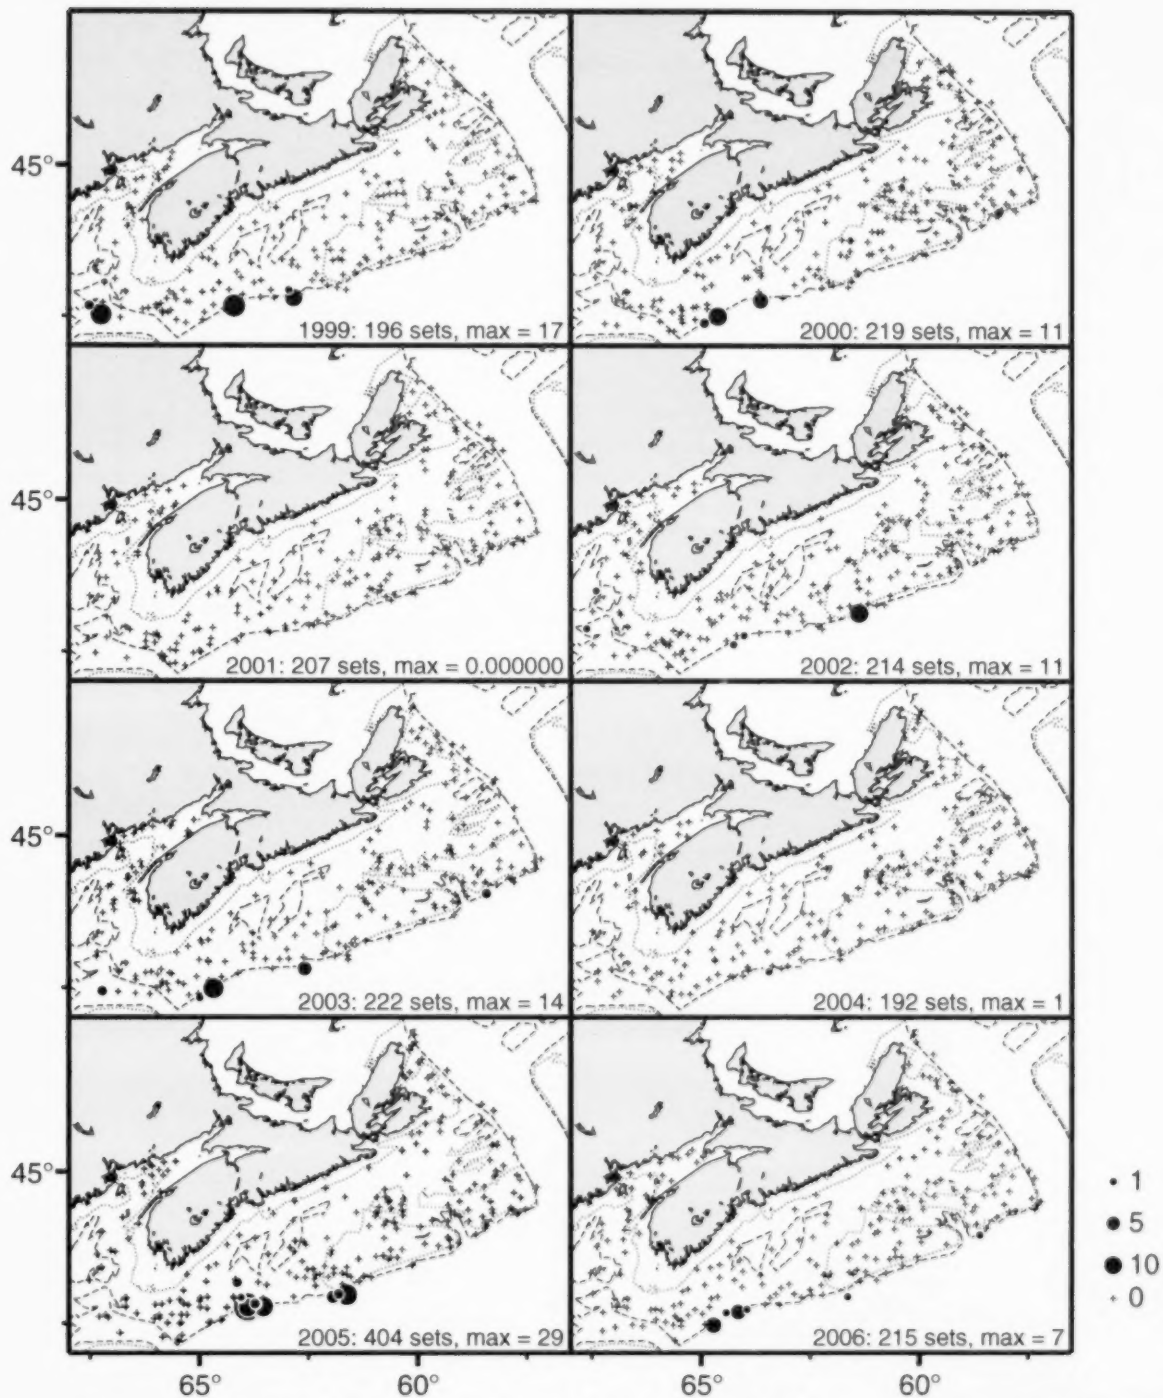 45°
1999: 196 sets, max = 17
2000: 219 sets, max = 11
45°
2001: 207 sets, max = 0.000000
2002: 214 sets, max = 11
45°
2003: 222 sets, max = 14
2004: 192 sets, max = 1
45°
2005: 404 sets, max = 29
2006: 215 sets, max = 7
1
5
10
0
65°
60°
65°
60°